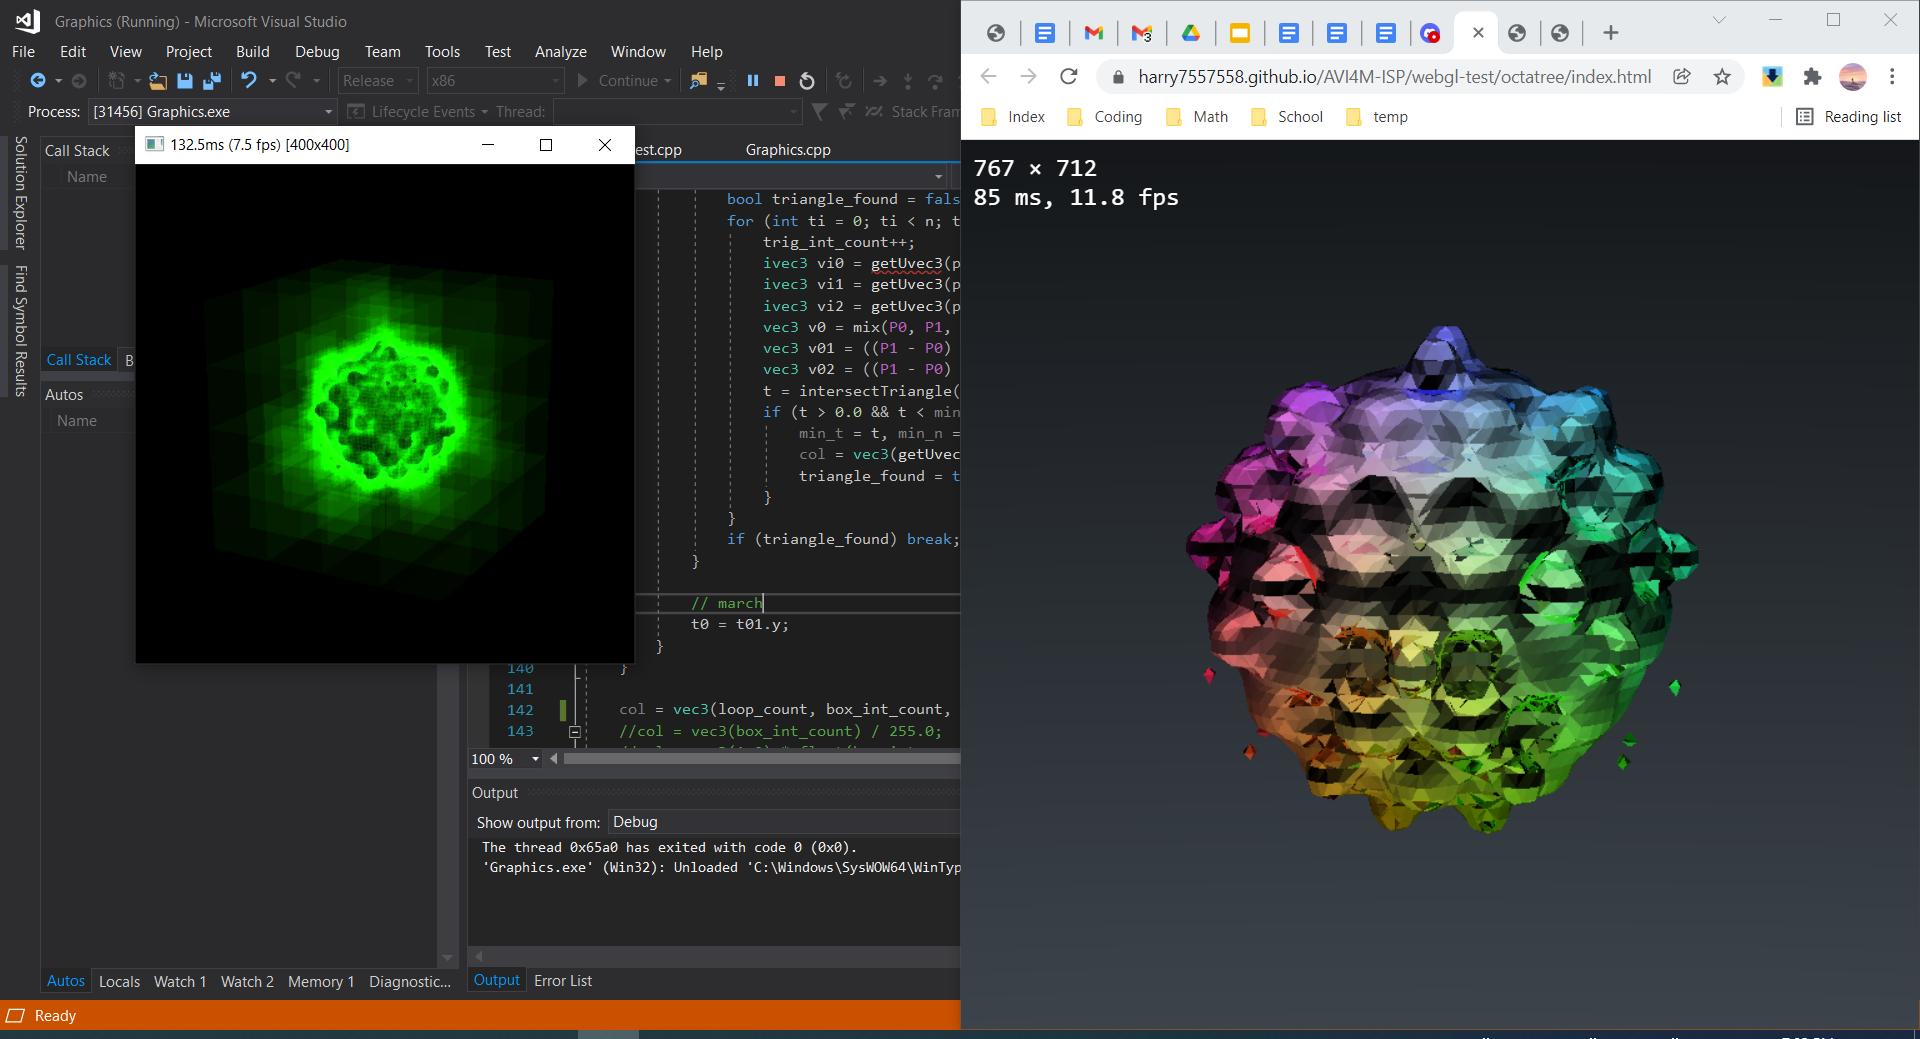 Graphics (Running) - Microsoft Visual Studio
File Edit View Project Build Debug Team Tools Test Analyze Window Help
Release x86 Continue
Process: [31456] Graphics.exe Lifecycle Events Thread: Stack Fram
Solution Explorer
Find Symbol Results
Call Stack
Name
Call Stack B
Autos
Name
132.5ms (7.5 fps) [400x400]
est.cpp Graphics.cpp
bool triangle_found = fals
for (int ti = 0; ti < n; t
trig_int_count++;
ivec3 vi0 = getUvec3(p
ivec3 vi1 = getUvec3(p
ivec3 vi2 = getUvec3(p
vec3 v0 = mix(P0, P1,
vec3 v01 = ((P1 - P0)
vec3 v02 = ((P1 - P0)
t = intersectTriangle(
if (t > 0.0 && t < min
min_t = t, min_n =
col = vec3(getUvec
triangle_found = t
}
}
if (triangle_found) break;
}
// march
t0 = t01.y;
}
140 }
141
142 col = vec3(loop_count, box_int_count,
143 //col = vec3(box_int_count) / 255.0;
100 %
Output
Show output from: Debug
The thread 0x65a0 has exited with code 0 (0x0).
'Graphics.exe' (Win32): Unloaded 'C:\Windows\SysWOW64\WinTyp
Autos Locals Watch 1 Watch 2 Memory 1 Diagnostic...
Output Error List
Ready
3
harry7557558.github.io/AVI4M-ISP/webgl-test/octatree/index.html
Index Coding Math School temp Reading list
767 × 712
85 ms, 11.8 fps